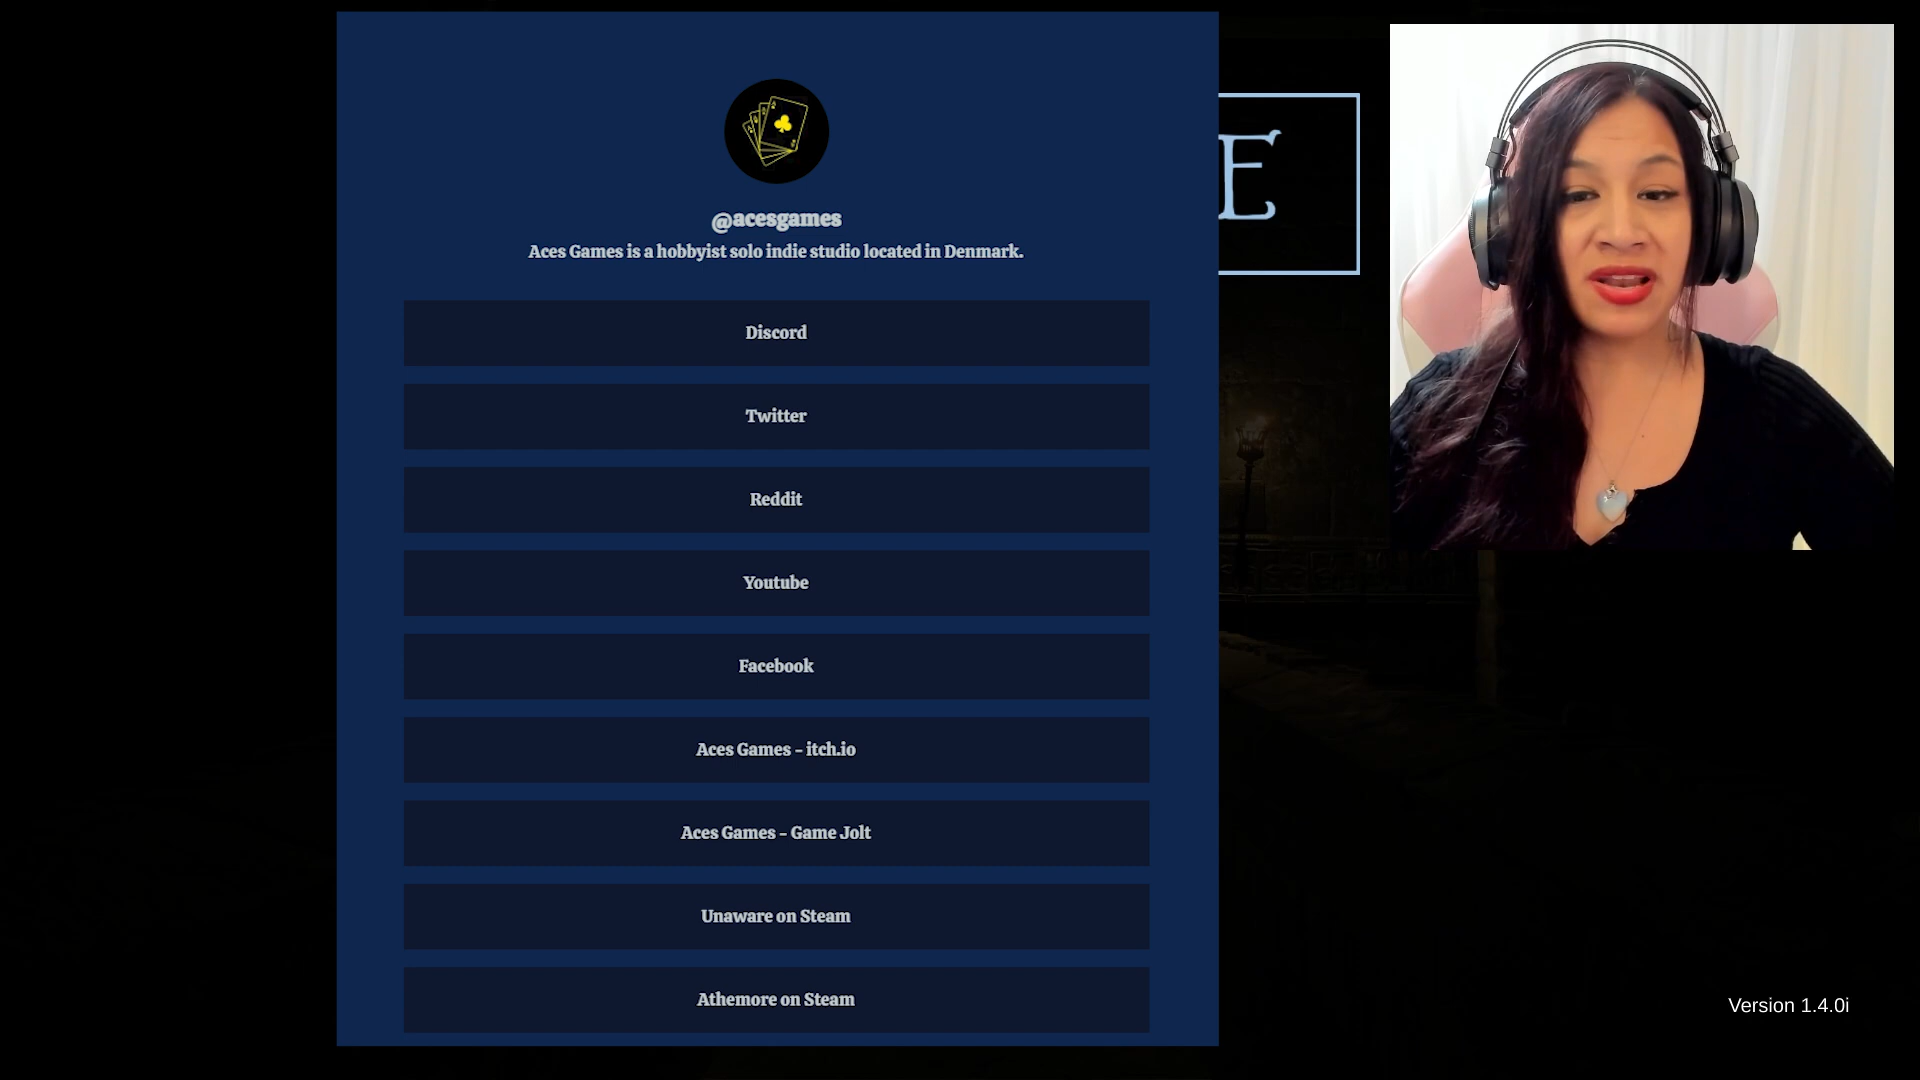 @acesgames
Aces Games is a hobbyist solo indie studio located in Denmark.
E
Discord
Twitter
Reddit
Youtube
Facebook
Aces Games - itch.io
Aces Games - Game Jolt
Unaware on Steam
Athemore on Steam
Version 1.4.0i